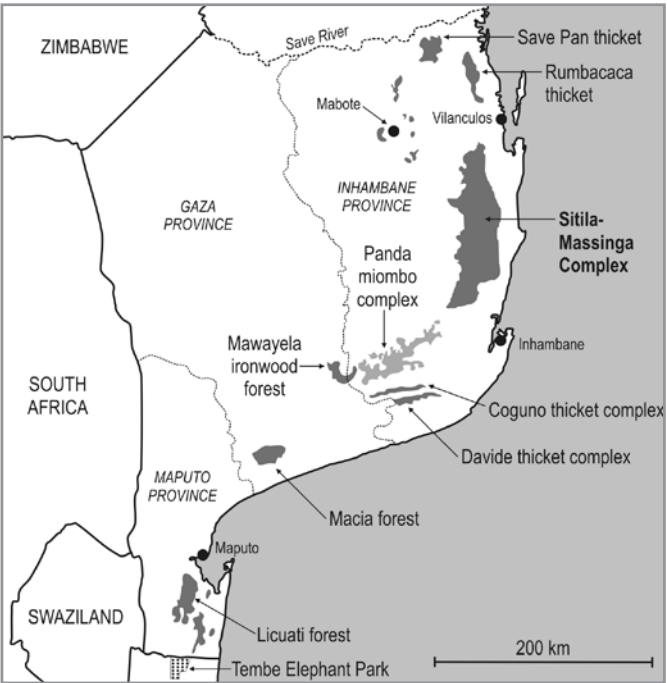 ZIMBABWE
Save River
Save Pan thicket
Rumbacaca
thicket
Mabote
Vilanculos
INHAMBANE
PROVINCE
GAZA
PROVINCE
Sitila-
Massinga
Complex
Panda
miombo
complex
Mawayela
ironwood
forest
Inhambane
SOUTH
AFRICA
Coguno thicket complex
Davide thicket complex
MAPUTO
PROVINCE
Macia forest
Maputo
SWAZILAND
Licuati forest
200 km
Tembe Elephant Park